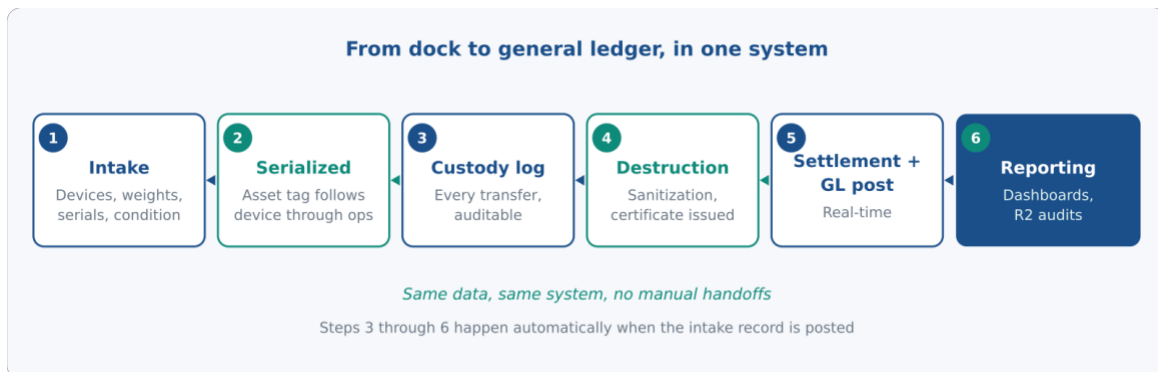 From dock to general ledger, in one system
1
Intake
Devices, weights,
serials, condition
2
Serialized
Asset tag follows
device through ops
3
Custody log
Every transfer,
auditable
4
Destruction
Sanitization,
certificate issued
5
Settlement +
GL post
Real-time
6
Reporting
Dashboards,
R2 audits
Same data, same system, no manual handoffs
Steps 3 through 6 happen automatically when the intake record is posted